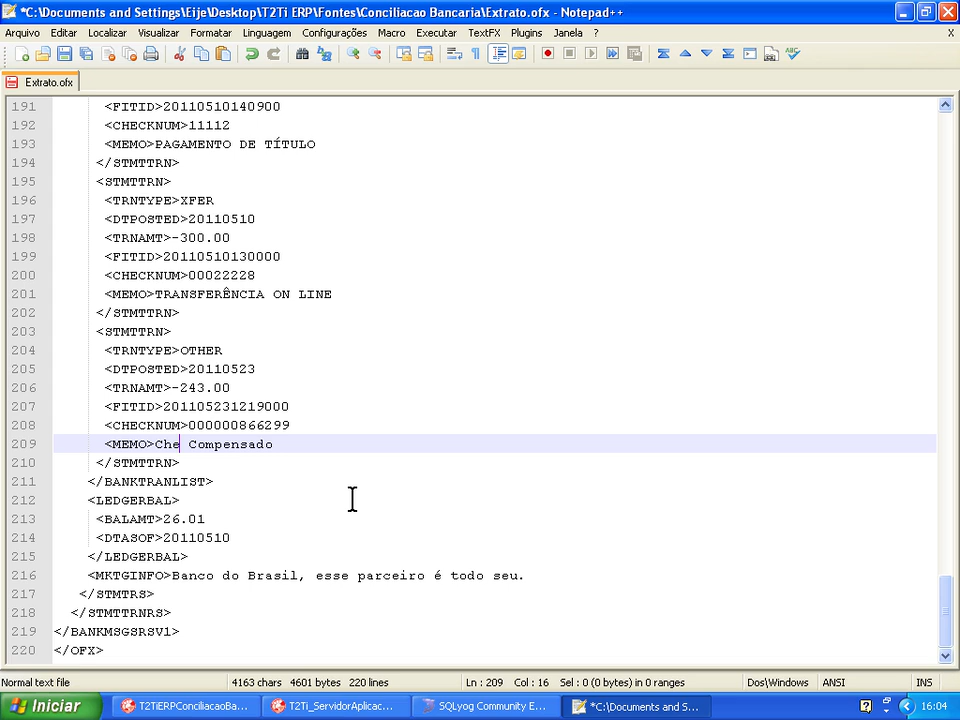 *C:\Documents and Settings\Eije\Desktop\T2Ti ERP\Fontes\Conciliacao Bancaria\Extrato.ofx - Notepad++
Arquivo Editar Localizar Visualizar Formatar Linguagem Configurações Macro Executar TextFX Plugins Janela ? X
Extrato.ofx
191 <FITID>20110510140900
192 <CHECKNUM>11112
193 <MEMO>PAGAMENTO DE TÍTULO
194 </STMTTRN>
195 <STMTTRN>
196 <TRNTYPE>XFER
197 <DTPOSTED>20110510
198 <TRNAMT>-300.00
199 <FITID>20110510130000
200 <CHECKNUM>00022228
201 <MEMO>TRANSFERÊNCIA ON LINE
202 </STMTTRN>
203 <STMTTRN>
204 <TRNTYPE>OTHER
205 <DTPOSTED>20110523
206 <TRNAMT>-243.00
207 <FITID>201105231219000
208 <CHECKNUM>000000866299
209 <MEMO>Che Compensado
210 </STMTTRN>
211 </BANKTRANLIST>
212 <LEDGERBAL>
213 <BALAMT>26.01
214 <DTASOF>20110510
215 </LEDGERBAL>
216 <MKTGINFO>Banco do Brasil, esse parceiro é todo seu.
217 </STMTRS>
218 </STMTTRNRS>
219 </BANKMSGSRSV1>
220 </OFX>
Normal text file 4163 chars 4601 bytes 220 lines Ln : 209 Col : 16 Sel : 0 (0 bytes) in 0 ranges Dos\Windows ANSI INS
Iniciar T2TiERPConciliacaoBa... T2Ti_ServidorAplicac... SQLyog Community E... *C:\Documents and S... 16:04